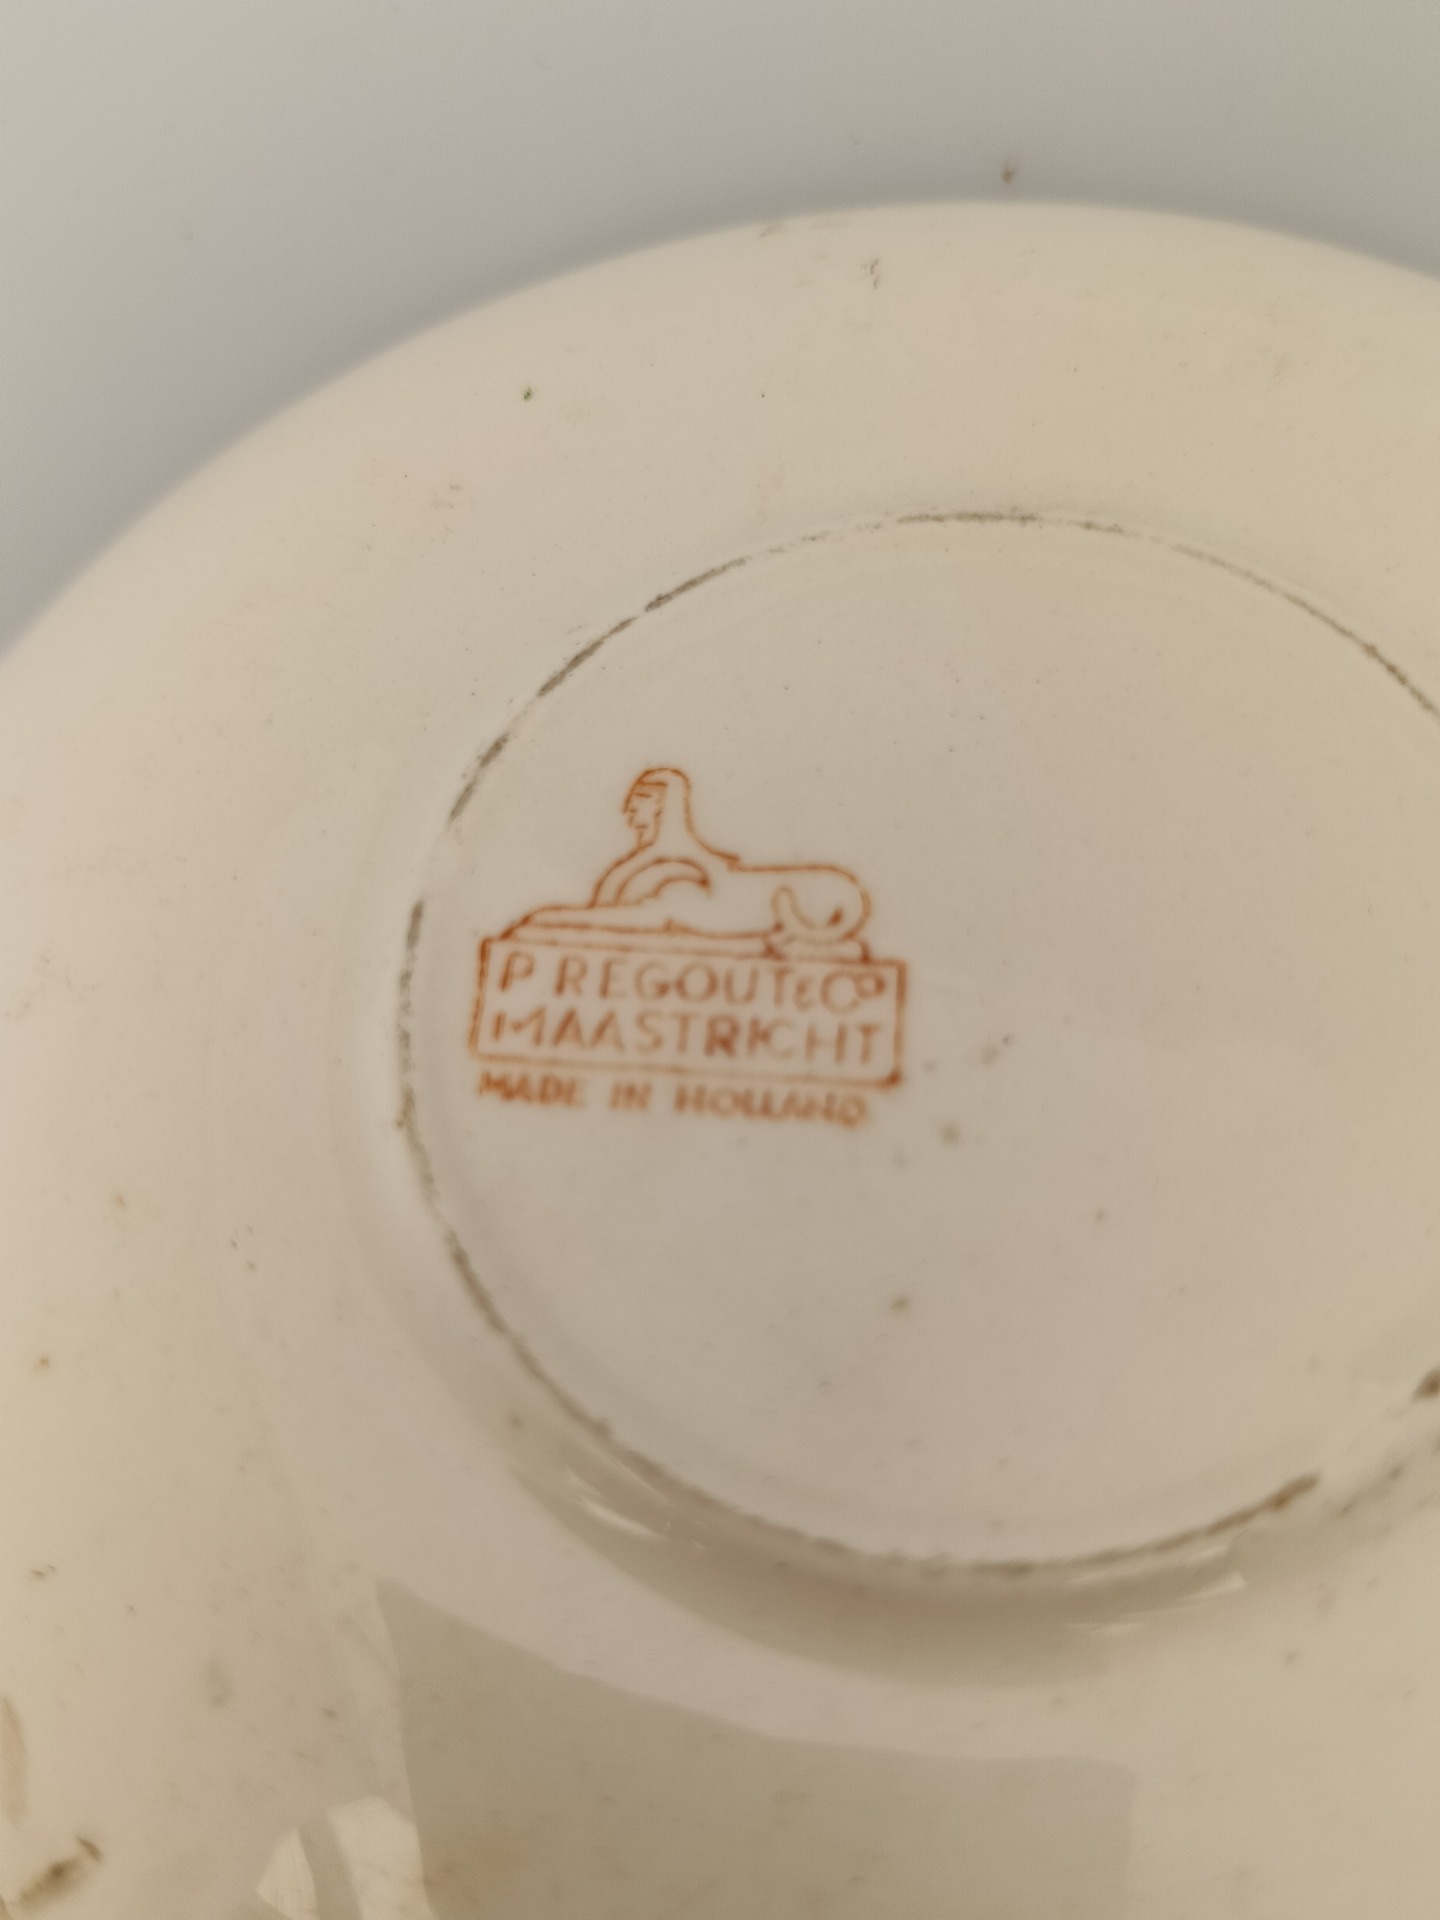 P REGOUT & Co
MAASTRICHT
MADE IN HOLLAND